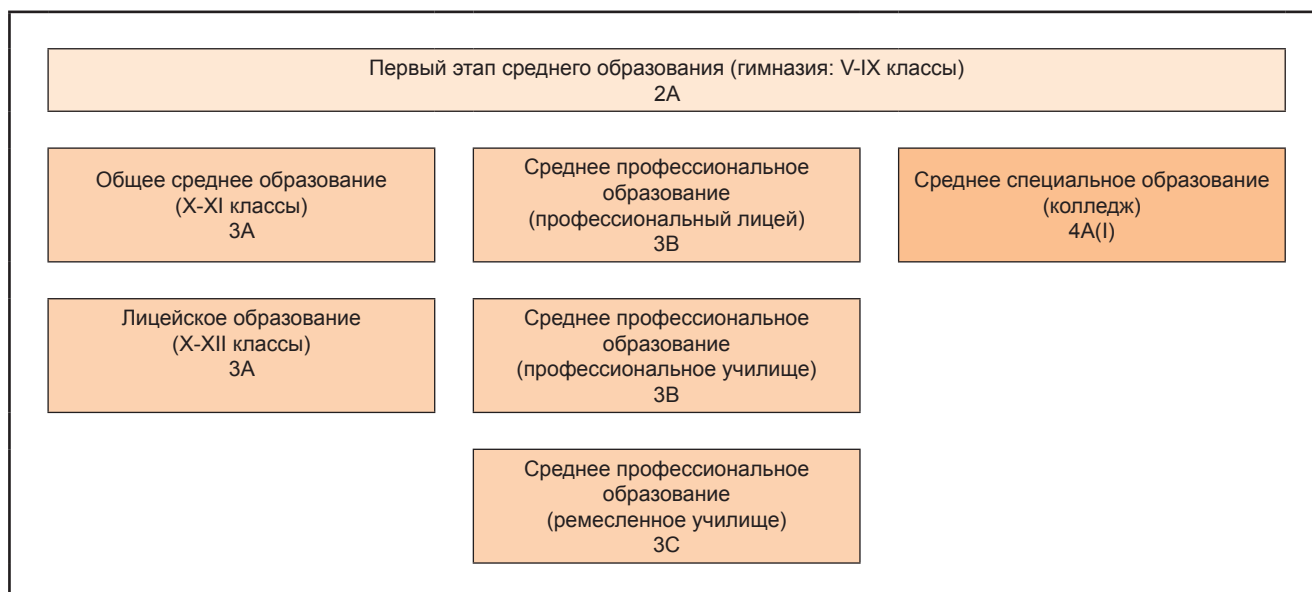 Первый этап среднего образования (гимназия: V-IX классы)
2A
Общее среднее образование
(X-XI классы)
3A
Среднее профессиональное
образование
(профессиональный лицей)
3B
Среднее специальное образование
(колледж)
4A(I)
Лицейское образование
(X-XII классы)
3A
Среднее профессиональное
образование
(профессиональное училище)
3B
Среднее профессиональное
образование
(ремесленное училище)
3C